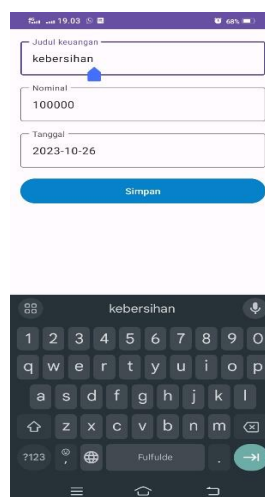 19.03
68%
Judul keuangan
kebersihan
Nominal
100000
Tanggal
2023-10-26
Simpan
kebersihan
1 2 3 4 5 6 7 8 9 0
q w e r t y u i o p
a s d f g h j k l
z x c v b n m
?123 , Fulfulde .